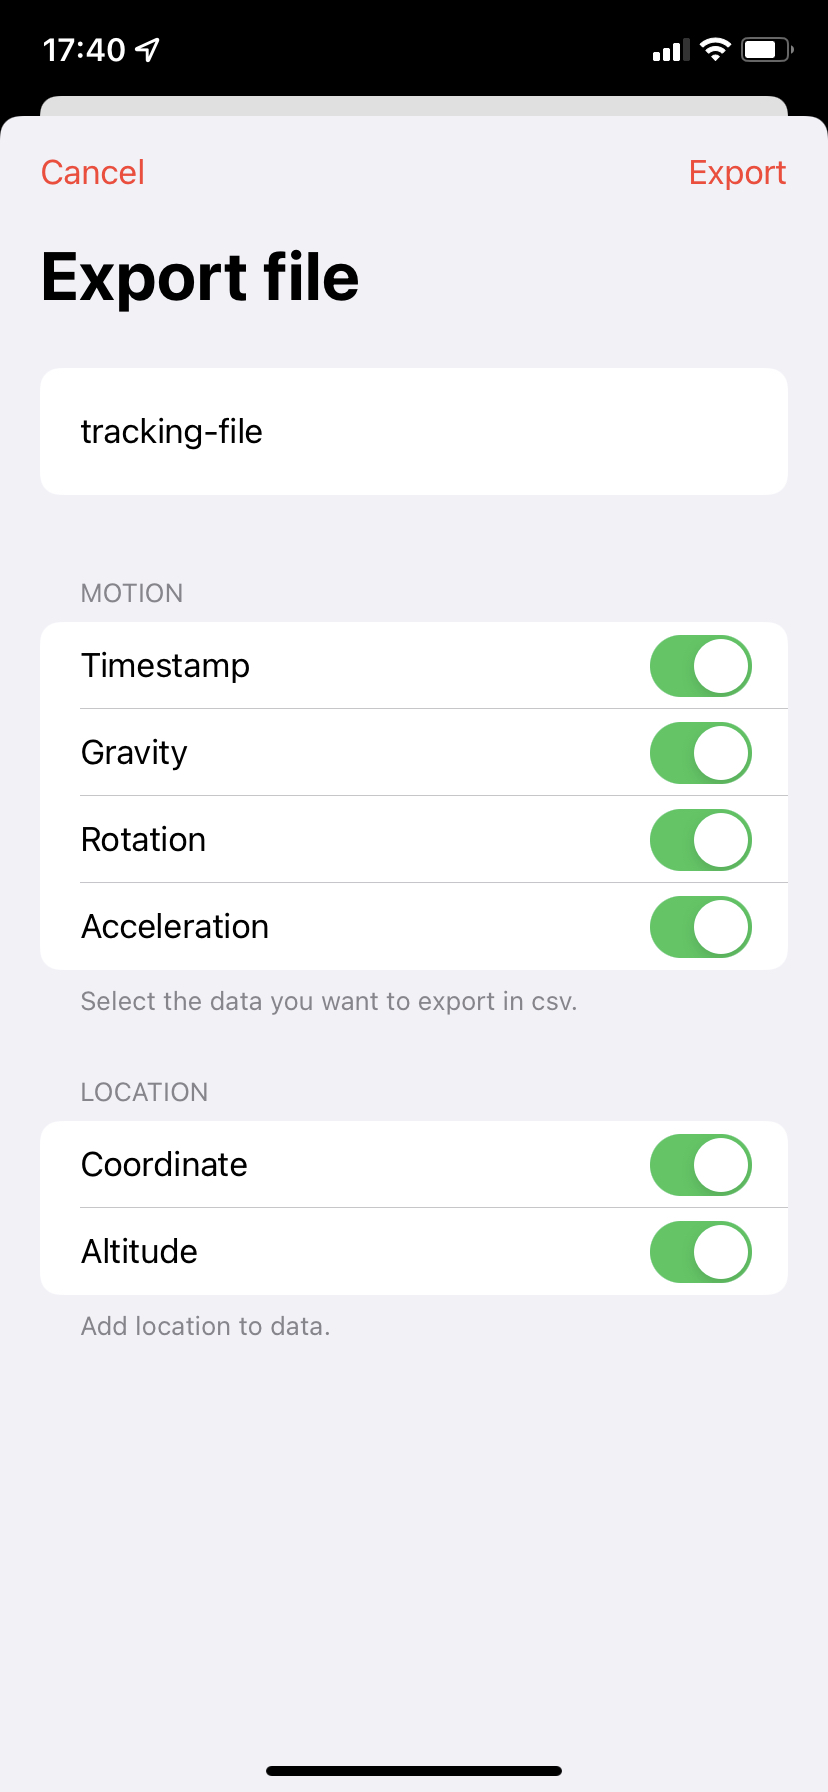 17:40
Cancel Export
Export file
tracking-file
MOTION
Timestamp
Gravity
Rotation
Acceleration
Select the data you want to export in csv.
LOCATION
Coordinate
Altitude
Add location to data.